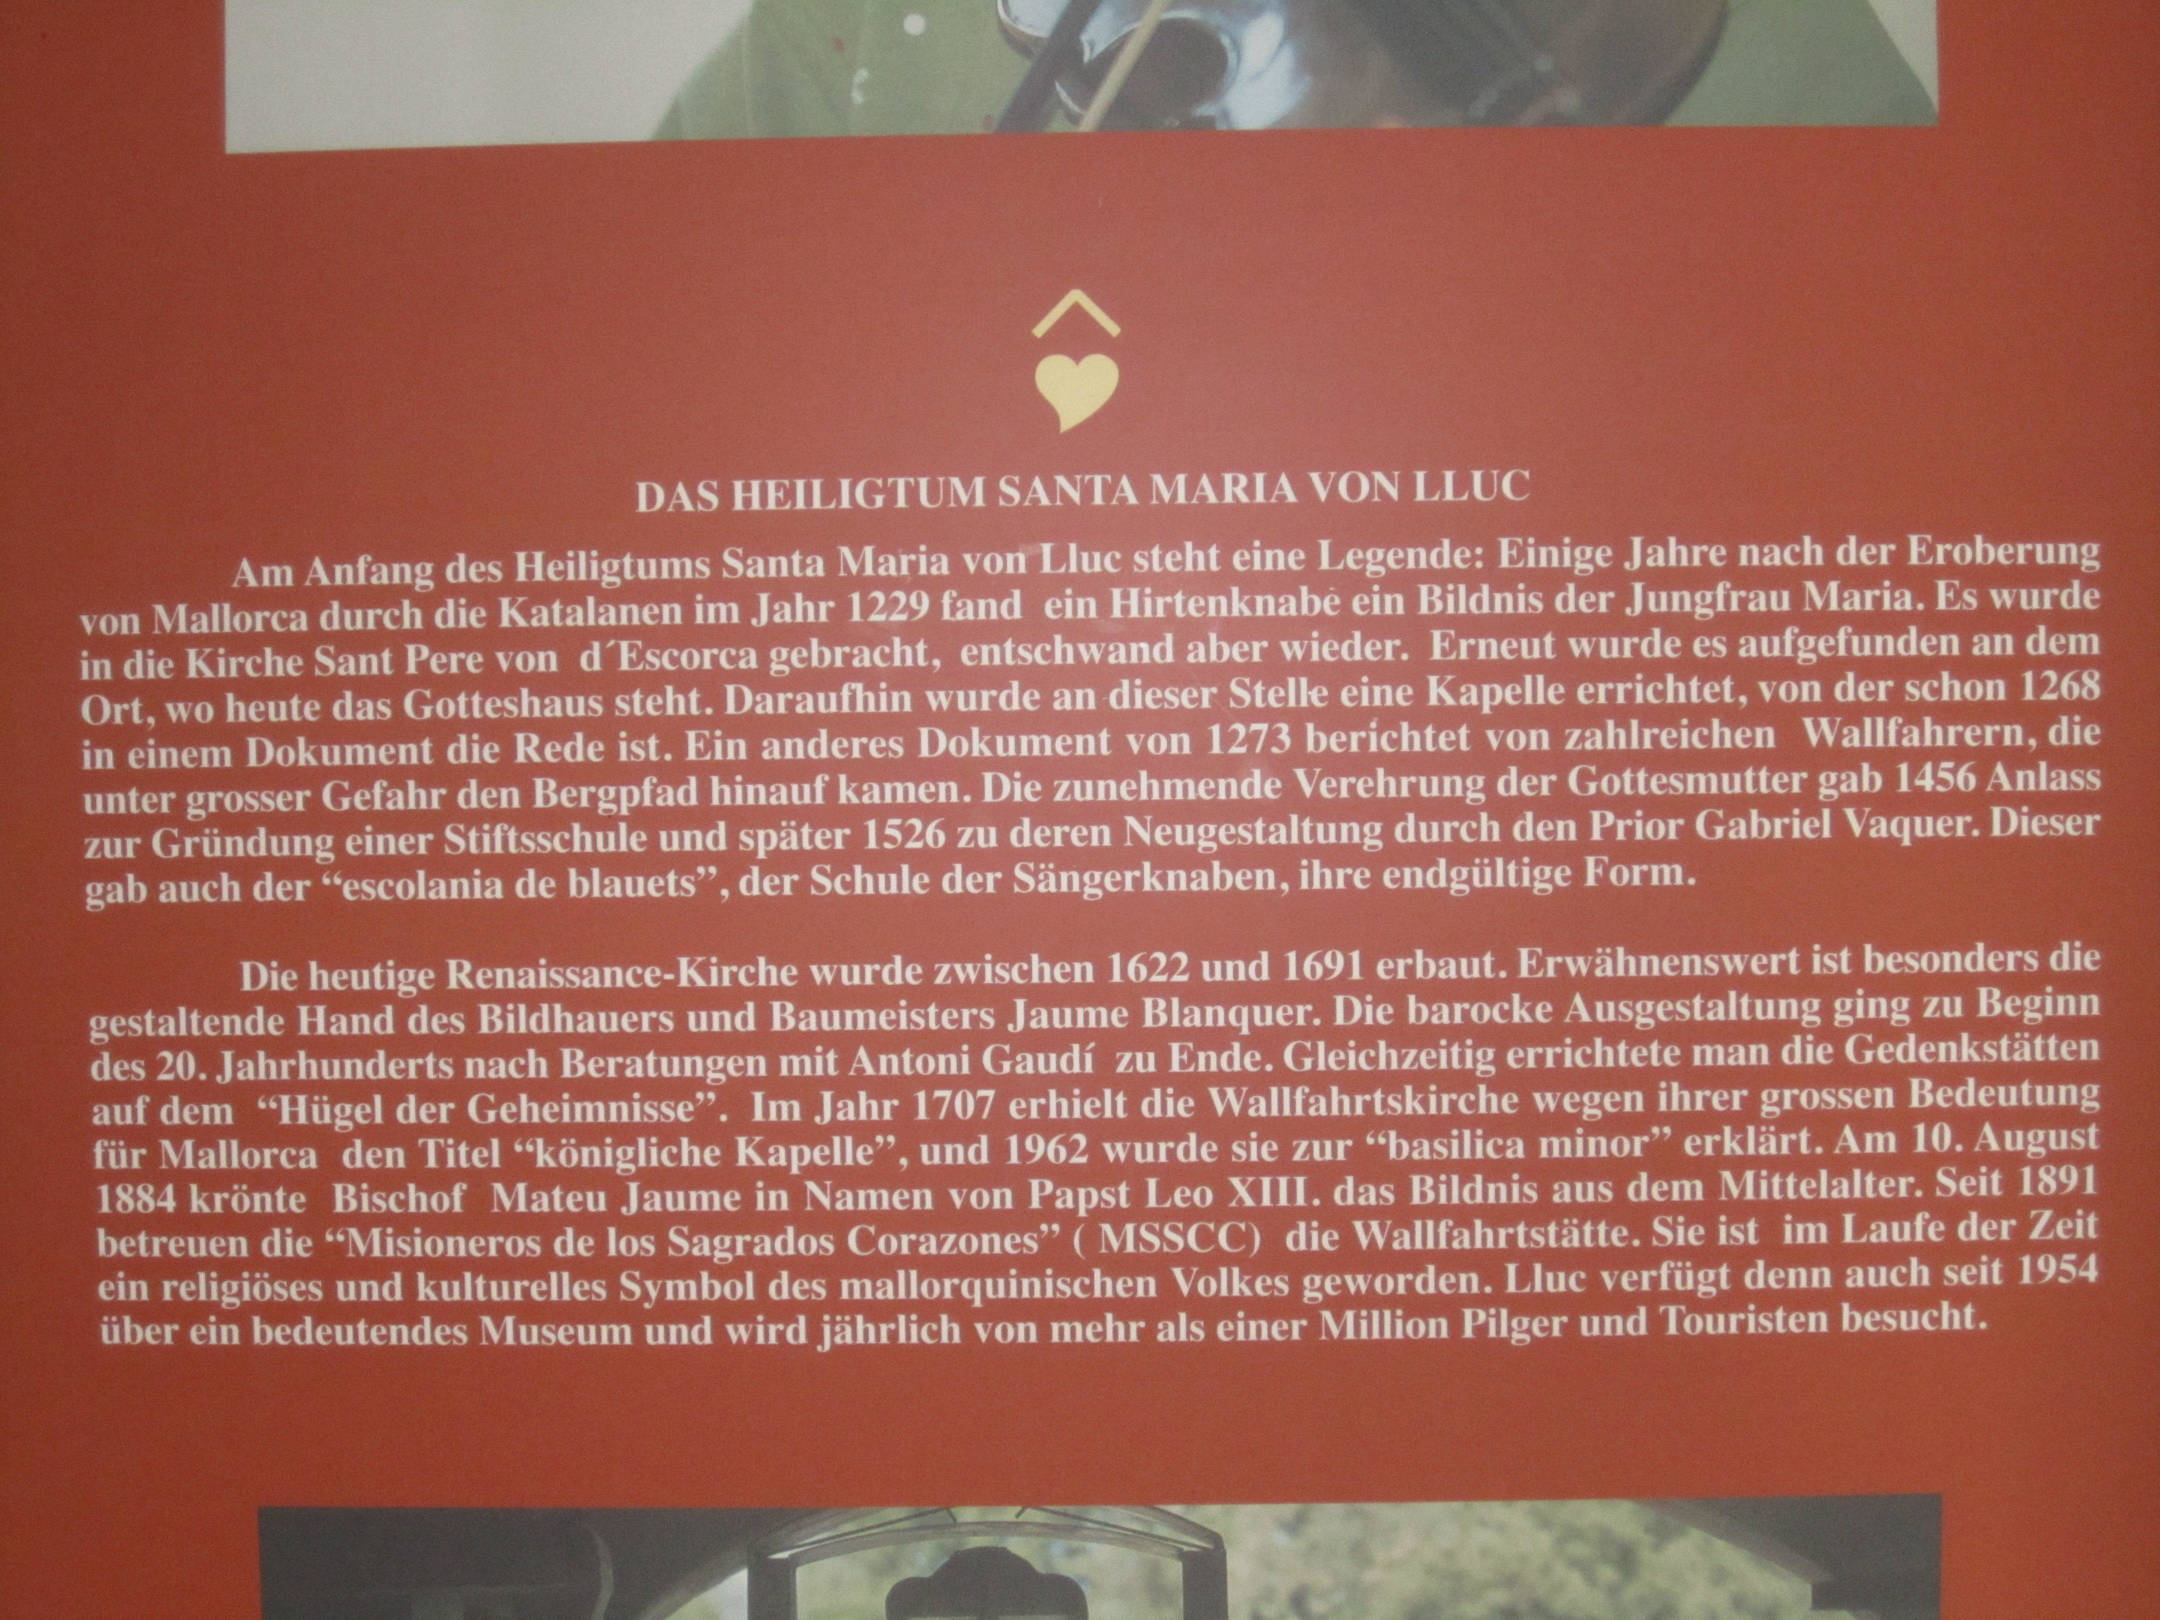 DAS HEILIGTUM SANTA MARIA VON LLUC
Am Anfang des Heiligtums Santa Maria von Lluc steht eine Legende: Einige Jahre nach der Eroberung
von Mallorca durch die Katalanen im Jahr 1229 fand ein Hirtenknabe ein Bildnis der Jungfrau Maria. Es wurde
in die Kirche Sant Pere von d´Escorca gebracht, entschwand aber wieder. Erneut wurde es aufgefunden an dem
Ort, wo heute das Gotteshaus steht. Daraufhin wurde an dieser Stelle eine Kapelle errichtet, von der schon 1268
in einem Dokument die Rede ist. Ein anderes Dokument von 1273 berichtet von zahlreichen Wallfahrern, die
unter grosser Gefahr den Bergpfad hinauf kamen. Die zunehmende Verehrung der Gottesmutter gab 1456 Anlass
zur Gründung einer Stiftsschule und später 1526 zu deren Neugestaltung durch den Prior Gabriel Vaquer. Dieser
gab auch der “escolania de blauets”, der Schule der Sängerknaben, ihre endgültige Form.
Die heutige Renaissance-Kirche wurde zwischen 1622 und 1691 erbaut. Erwähnenswert ist besonders die
gestaltende Hand des Bildhauers und Baumeisters Jaume Blanquer. Die barocke Ausgestaltung ging zu Beginn
des 20. Jahrhunderts nach Beratungen mit Antoni Gaudí zu Ende. Gleichzeitig errichtete man die Gedenkstätten
auf dem “Hügel der Geheimnisse”. Im Jahr 1707 erhielt die Wallfahrtskirche wegen ihrer grossen Bedeutung
für Mallorca den Titel “königliche Kapelle”, und 1962 wurde sie zur “basilica minor” erklärt. Am 10. August
1884 krönte Bischof Mateu Jaume in Namen von Papst Leo XIII. das Bildnis aus dem Mittelalter. Seit 1891
betreuen die “Misioneros de los Sagrados Corazones” ( MSSCC) die Wallfahrtstätte. Sie ist im Laufe der Zeit
ein religiöses und kulturelles Symbol des mallorquinischen Volkes geworden. Lluc verfügt denn auch seit 1954
über ein bedeutendes Museum und wird jährlich von mehr als einer Million Pilger und Touristen besucht.